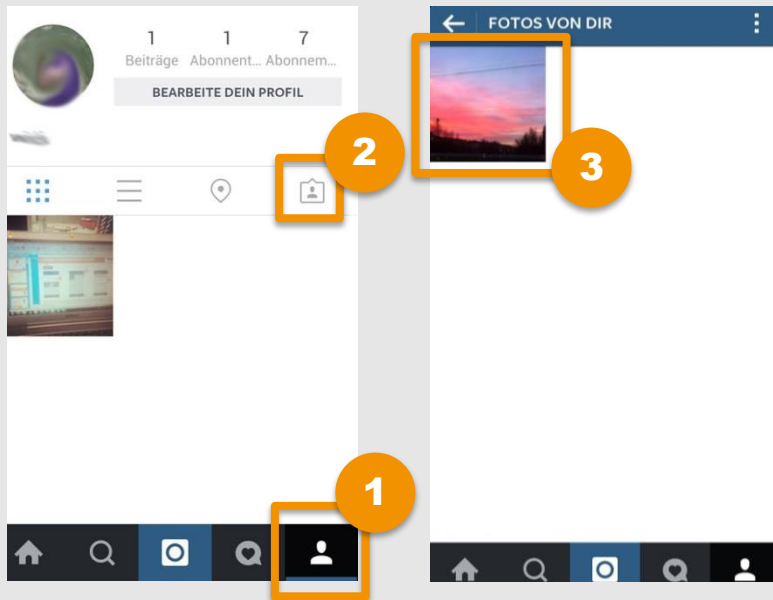 1 1 7
Beiträge Abonnent... Abonnem...
BEARBEITE DEIN PROFIL
2
1
FOTOS VON DIR
3